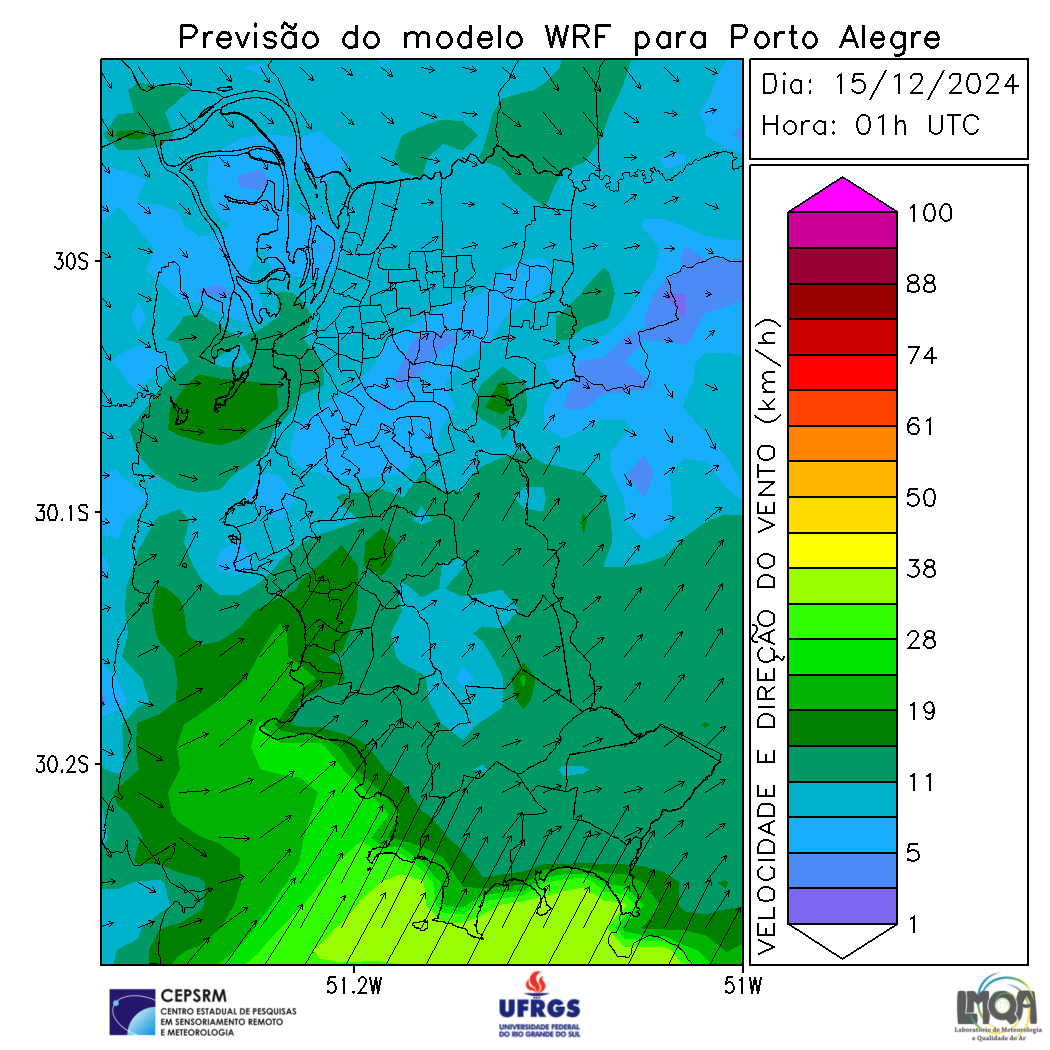 Previsão do modelo WRF para Porto Alegre
Dia: 15/12/2024
Hora: 01h UTC
30S
30.1S
30.2S
51.2W
51W
VELOCIDADE E DIREÇÃO DO VENTO (km/h)
100
88
74
61
50
38
28
19
11
5
1
CEPSRM
CENTRO ESTADUAL DE PESQUISAS
EM SENSORIAMENTO REMOTO
E METEOROLOGIA
UFRGS
UNIVERSIDADE FEDERAL
DO RIO GRANDE DO SUL
LMQA
Laboratório de Meteorologia
e Qualidade do Ar